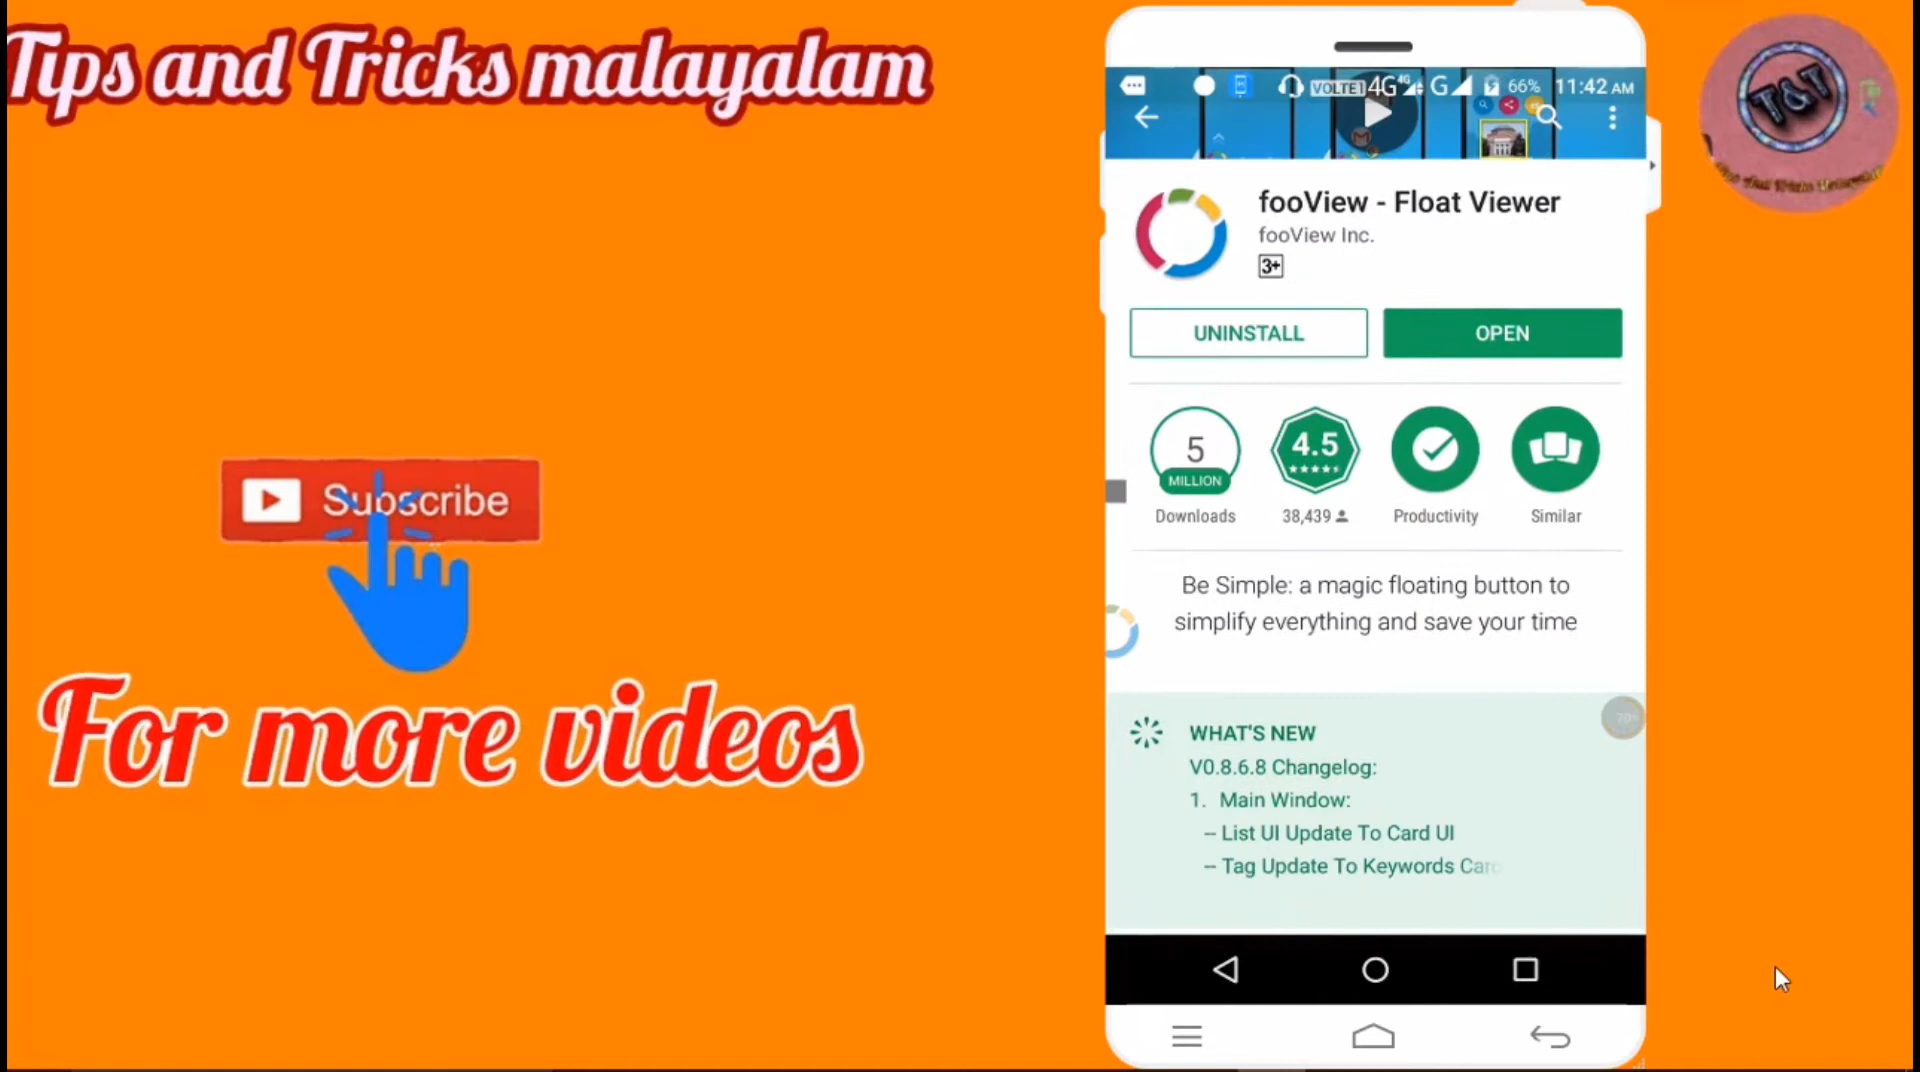 Tips and Tricks malayalam
Subscribe
For more videos
T&T
VOLTE1 4G 4G G 66% 11:42 AM
fooView - Float Viewer
fooView Inc.
3+
UNINSTALL
OPEN
5
MILLION
4.5
Downloads
38,439
Productivity
Similar
Be Simple: a magic floating button to
simplify everything and save your time
WHAT'S NEW
V0.8.6.8 Changelog:
1. Main Window:
-- List UI Update To Card UI
-- Tag Update To Keywords Card